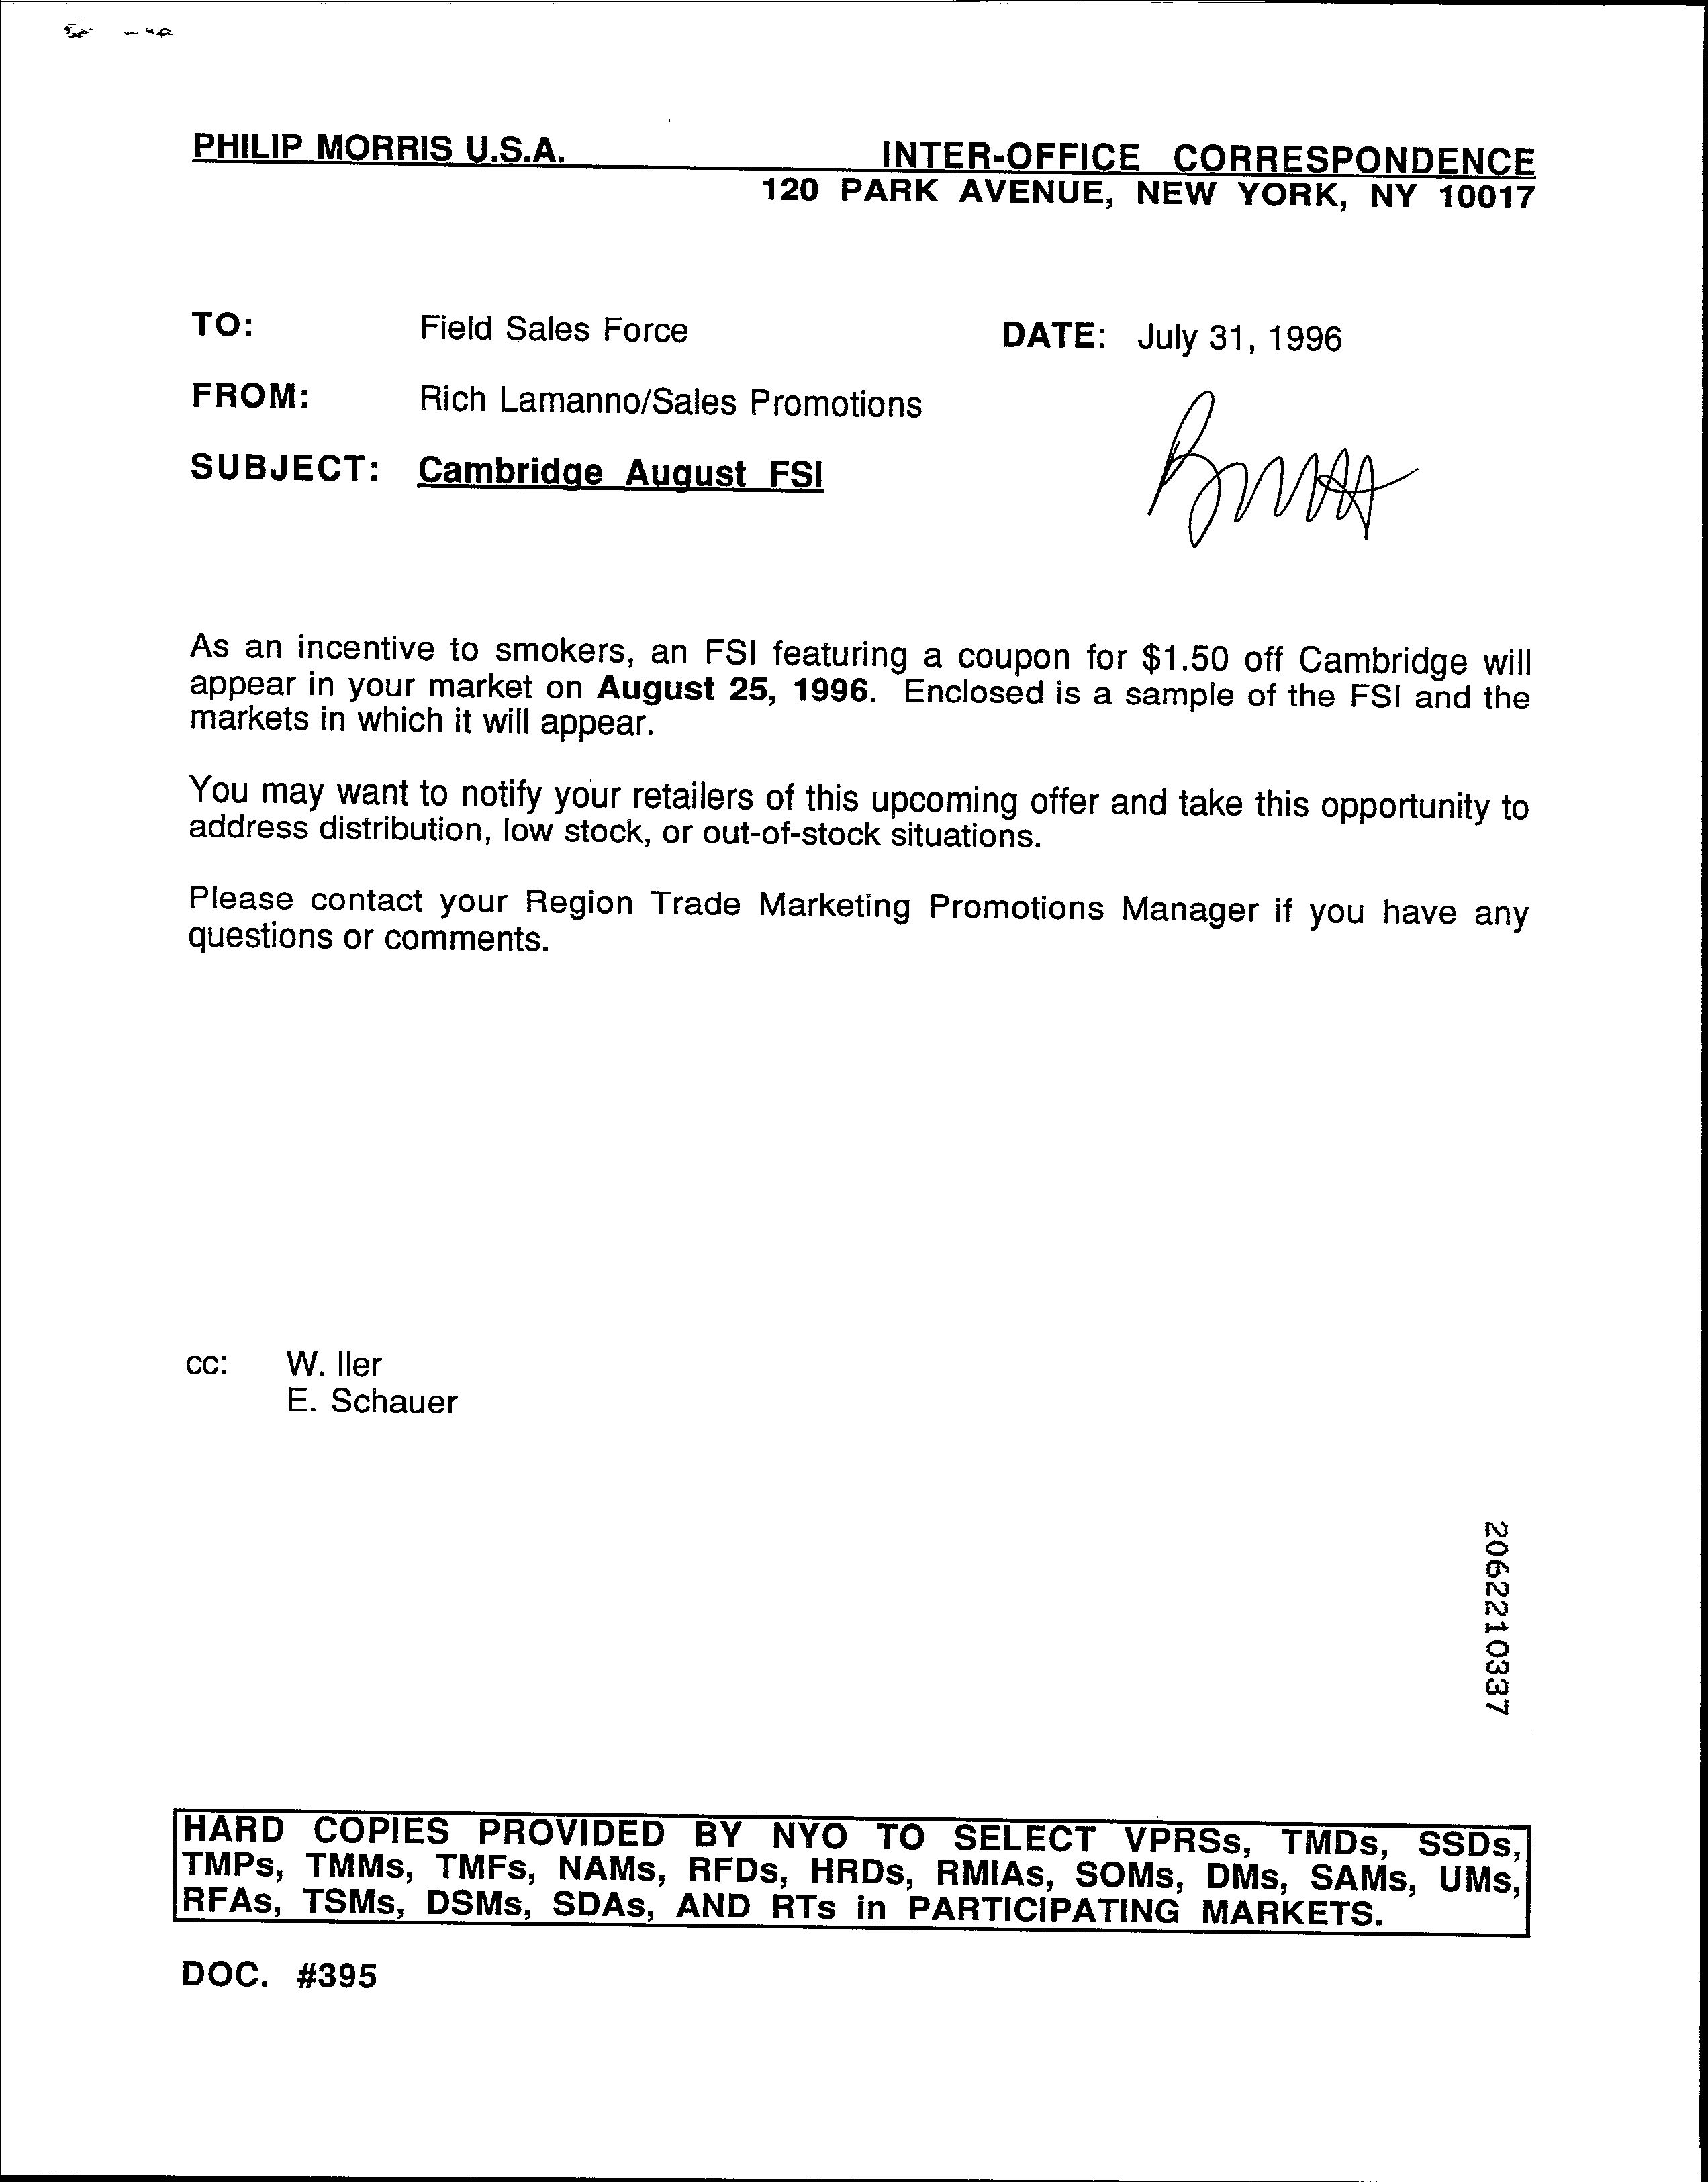 PHILIP MORRIS U.S.A. INTER-OFFICE CORRESPONDENCE
120 PARK AVENUE, NEW YORK, NY 10017
TO: Field Sales Force DATE: July 31, 1996
FROM: Rich Lamanno/Sales Promotions
SUBJECT: Cambridge August FSI
As an incentive to smokers, an FSI featuring a coupon for $1.50 off Cambridge will
appear in your market on August 25, 1996. Enclosed is a sample of the FSI and the
markets in which it will appear.
You may want to notify your retailers of this upcoming offer and take this opportunity to
address distribution, low stock, or out-of-stock situations.
Please contact your Region Trade Marketing Promotions Manager if you have any
questions or comments.
cc: W. Iler
E. Schauer
2062210337
HARD COPIES PROVIDED BY NYO TO SELECT VPRSs, TMDs, SSDs,
TMPs, TMMs, TMFs, NAMs, RFDs, HRDs, RMIAs, SOMs, DMs, SAMs, UMs,
RFAs, TSMs, DSMs, SDAs, AND RTs in PARTICIPATING MARKETS.
DOC. #395